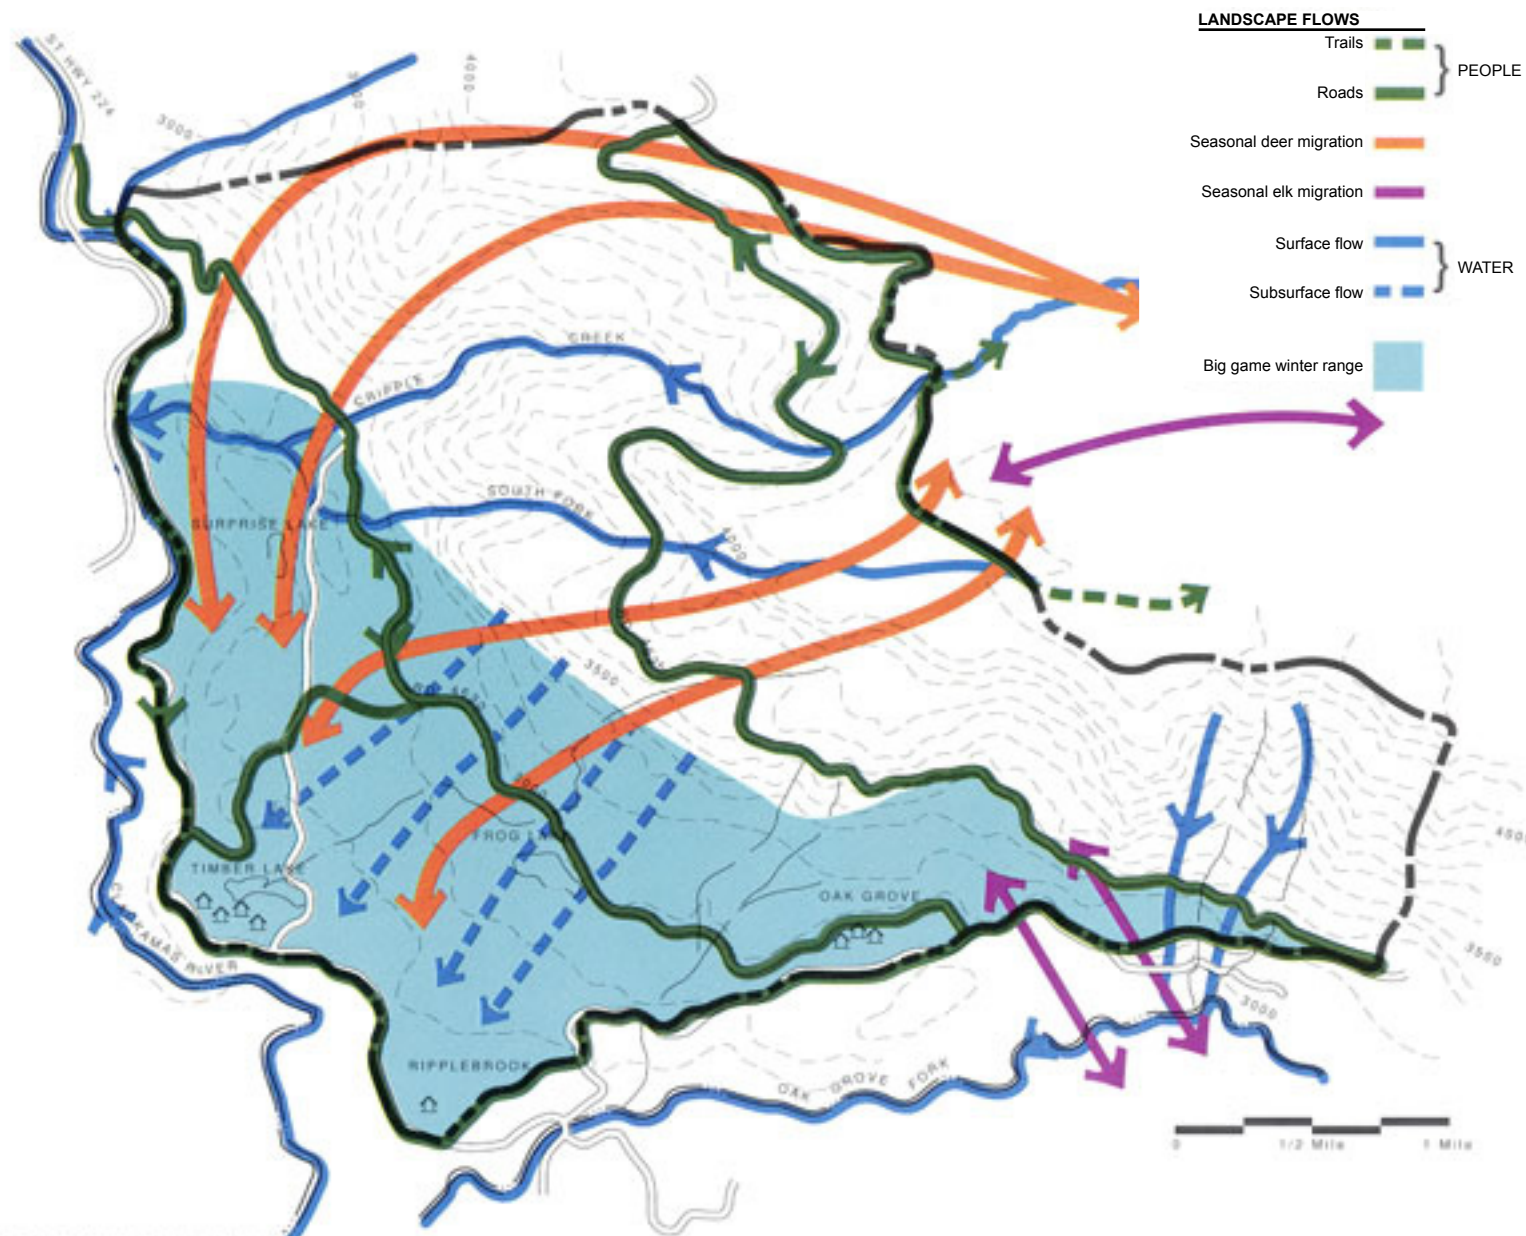 LANDSCAPE FLOWS
Trails
PEOPLE
Roads
Seasonal deer migration
Seasonal elk migration
Surface flow
WATER
Subsurface flow
Big game winter range
ST HWY 224
3000
4000
CREEK
CRIPPLE
SOUTH FORK
4000
SURPRISE LAKE
3500
FROG
TIMBER LAKE
OAK GROVE
CLACKAMAS RIVER
RIPPLEBROOK
OAK GROVE FORK
3550
3000
0 1/2 Mile 1 Mile